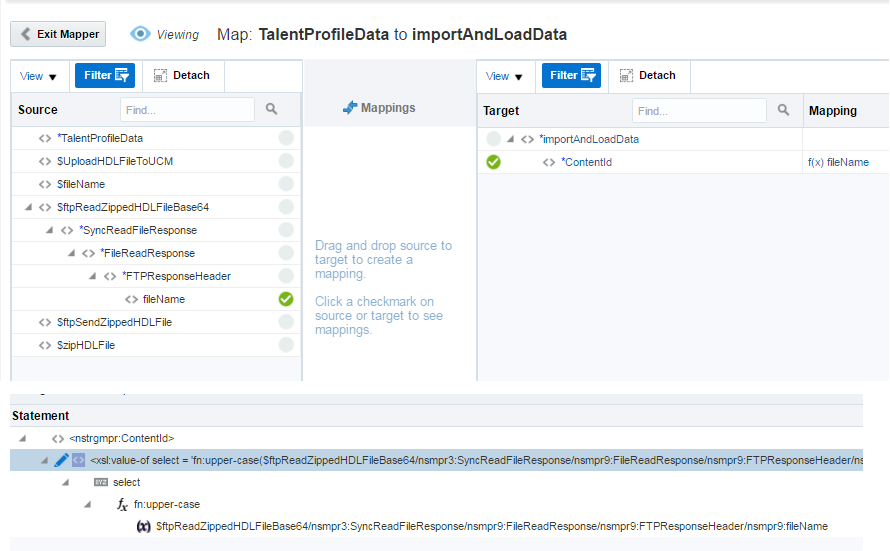 Exit Mapper
Viewing
Map: TalentProfileData to importAndLoadData
View
Filter
Detach
View
Filter
Detach
Source
Find...
Mappings
Target
Find...
Mapping
*TalentProfileData
*importAndLoadData
$UploadHDLFileToUCM
*ContentId
f(x) fileName
$fileName
$ftpReadZippedHDLFileBase64
*SyncReadFileResponse
*FileReadResponse
*FTPResponseHeader
fileName
$ftpSendZippedHDLFile
$zipHDLFile
Drag and drop source to
target to create a
mapping.
Click a checkmark on
source or target to see
mappings.
Statement
<nstrgmpr:ContentId>
<xsl:value-of select = 'fn:upper-case($ftpReadZippedHDLFileBase64/nsmpr3:SyncReadFileResponse/nsmpr9:FileReadResponse/nsmpr9:FTPResponseHeader/ns
XYZ select
fx fn:upper-case
(x) $ftpReadZippedHDLFileBase64/nsmpr3:SyncReadFileResponse/nsmpr9:FileReadResponse/nsmpr9:FTPResponseHeader/nsmpr9:fileName